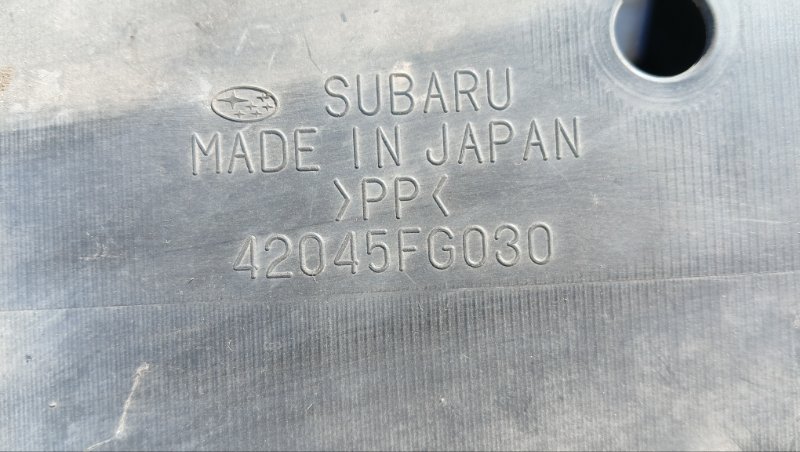 SUBARU
MADE IN JAPAN
>PP<
42045FG030